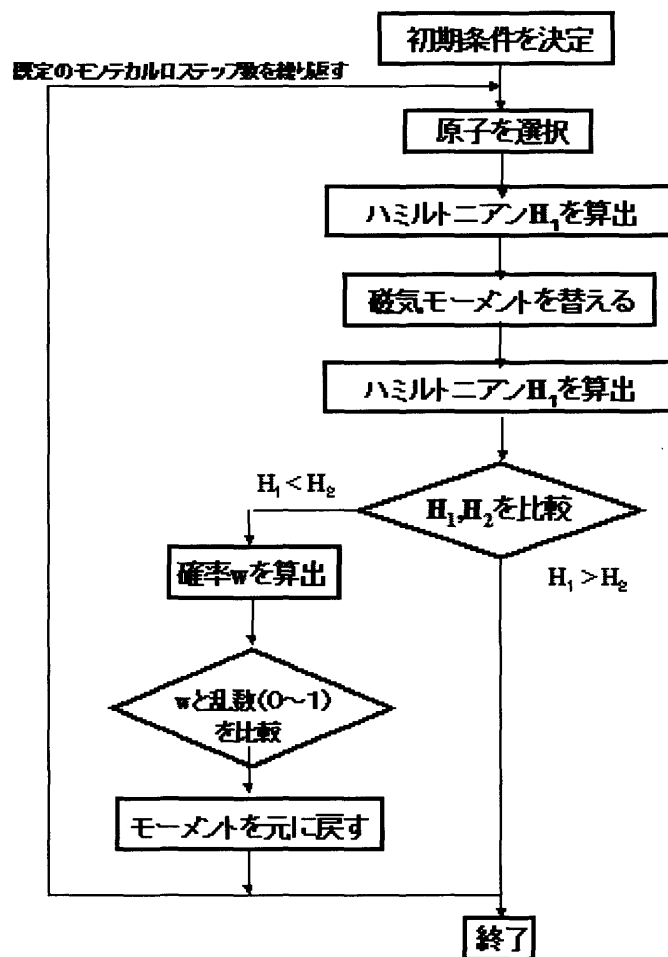 初期条件を決定
既定のモンテカルロステップ数を繰り返す
原子を選択
ハミルトニアンH₁を算出
磁気モーメントを替える
ハミルトニアンH₁を算出
H₁<H₂
H₁,H₂を比較
確率wを算出
H₁>H₂
wと乱数(0〜1)
を比較
モーメントを元に戻す
終了